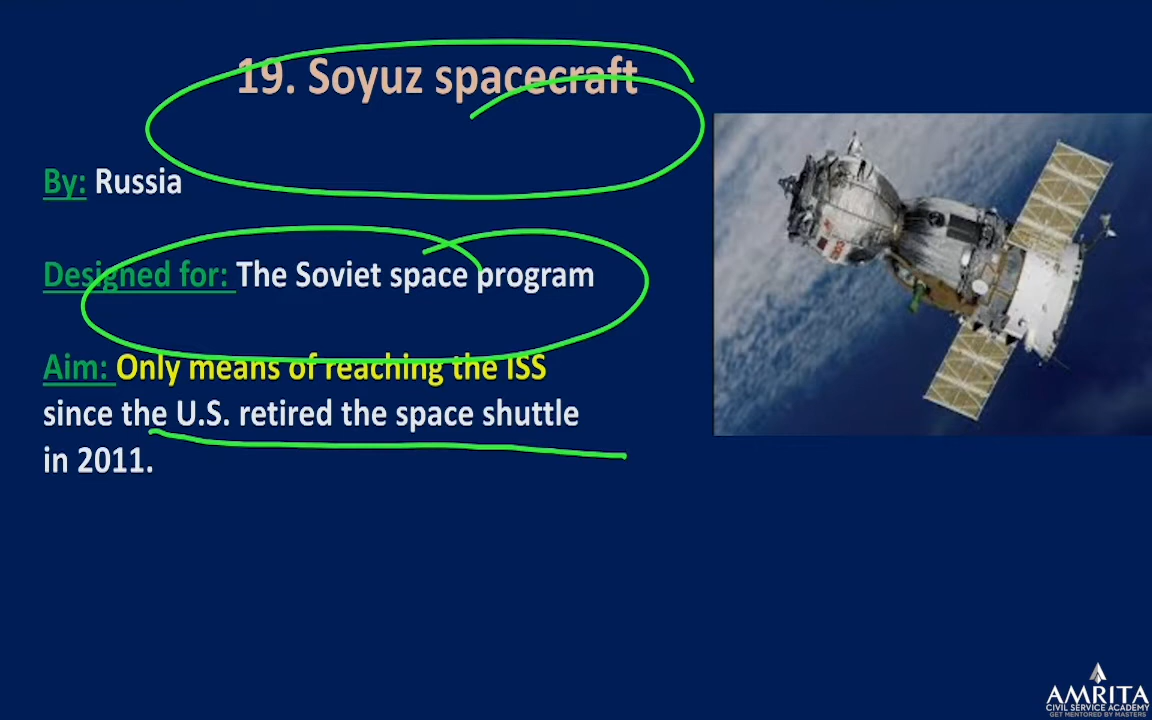 19. Soyuz spacecraft
By: Russia
Designed for: The Soviet space program
Aim: Only means of reaching the ISS
since the U.S. retired the space shuttle
in 2011.
AMRITA
CIVIL SERVICE ACADEMY
GET MENTORED BY MASTERS